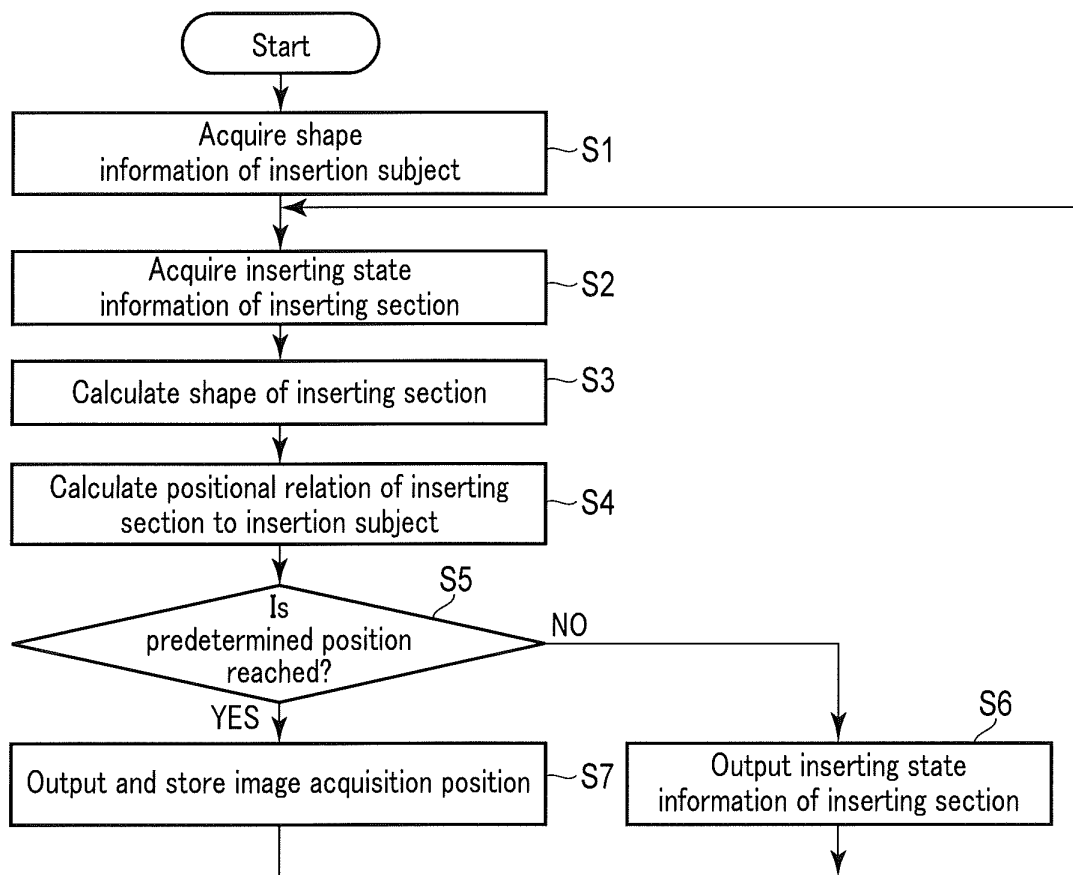 Start
Acquire shape
information of insertion subject
S1
Acquire inserting state
information of inserting section
S2
Calculate shape of inserting section
S3
Calculate positional relation of inserting
section to insertion subject
S4
S5
Is
predetermined position
reached?
NO
YES
S6
Output and store image acquisition position
S7
Output inserting state
information of inserting section